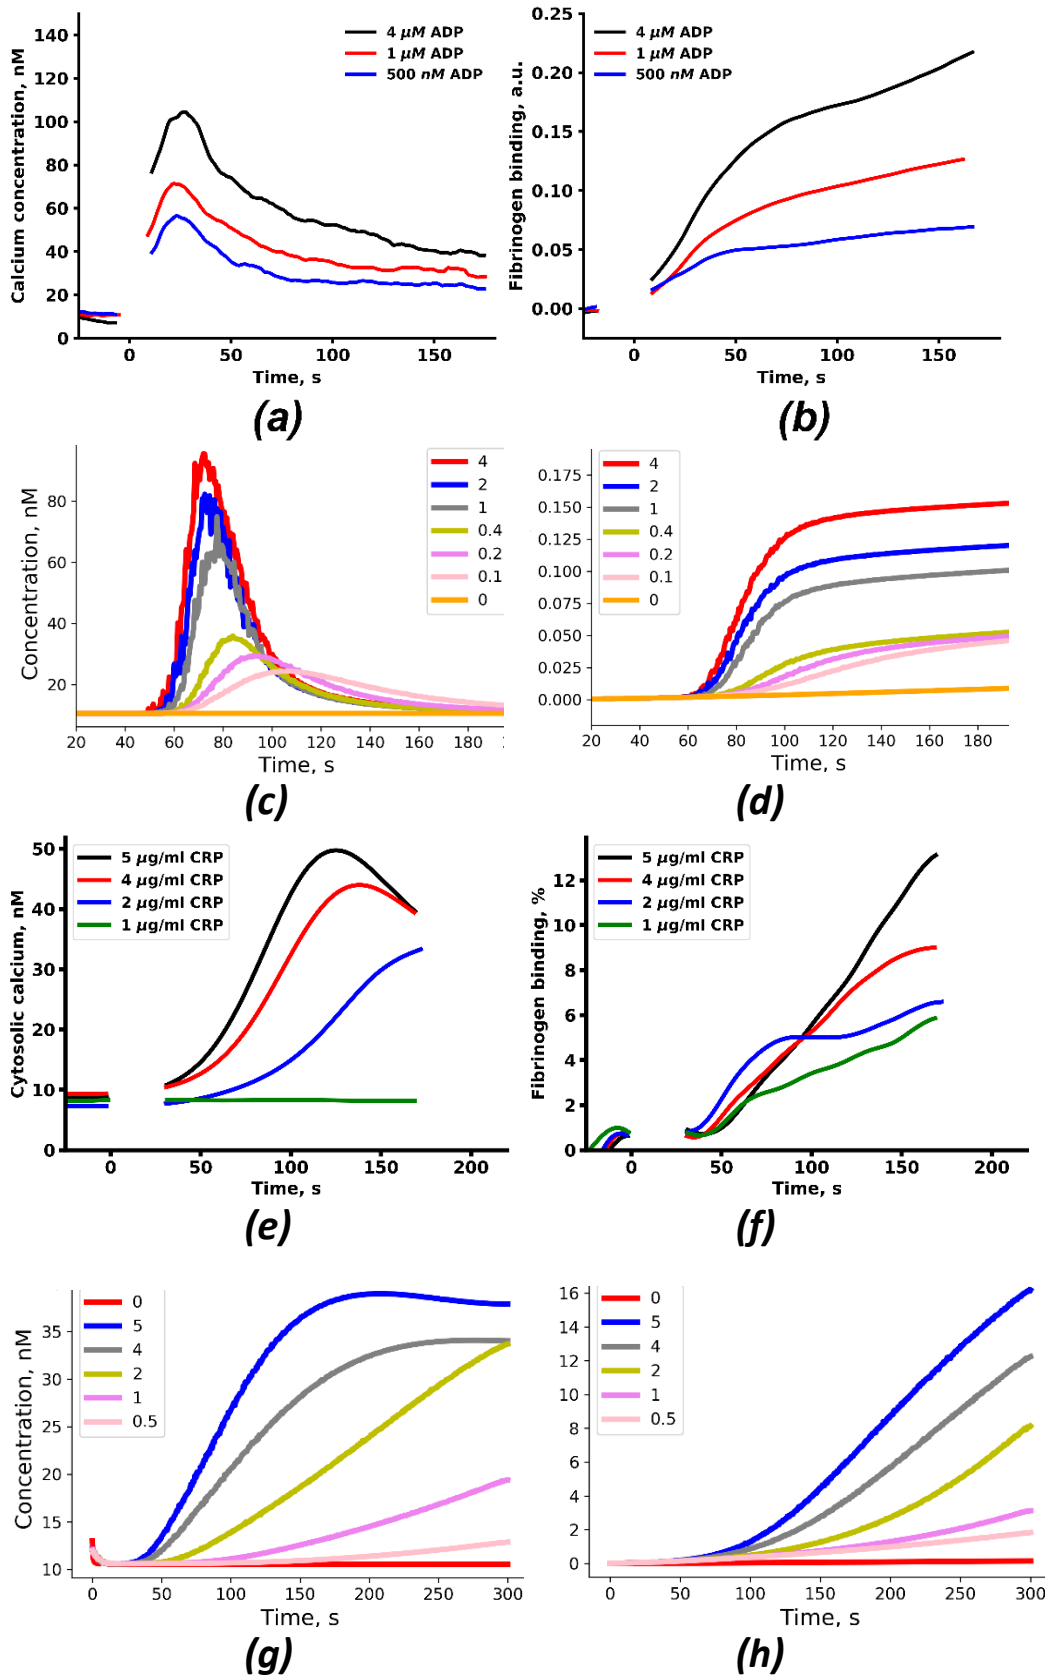 4 μM ADP
1 μM ADP
500 nM ADP
Calcium concentration, nM
140
120
100
80
60
40
20
0
0 50 100 150
Time, s
(a)
4 μM ADP
1 μM ADP
500 nM ADP
Fibrinogen binding, a.u.
0.25
0.20
0.15
0.10
0.05
0.00
0 50 100 150
Time, s
(b)
4
2
1
0.4
0.2
0.1
0
Concentration, nM
80
60
40
20
20 40 60 80 100 120 140 160 180
Time, s
(c)
4
2
1
0.4
0.2
0.1
0
0.175
0.150
0.125
0.100
0.075
0.050
0.025
0.000
20 40 60 80 100 120 140 160 180
Time, s
(d)
5 μg/ml CRP
4 μg/ml CRP
2 μg/ml CRP
1 μg/ml CRP
Cytosolic calcium, nM
50
40
30
20
10
0
0 50 100 150 200
Time, s
(e)
5 μg/ml CRP
4 μg/ml CRP
2 μg/ml CRP
1 μg/ml CRP
Fibrinogen binding, %
12
10
8
6
4
2
0
0 50 100 150 200
Time, s
(f)
0
5
4
2
1
0.5
Concentration, nM
35
30
25
20
15
10
0 50 100 150 200 250 300
Time, s
(g)
0
5
4
2
1
0.5
16
14
12
10
8
6
4
2
0
0 50 100 150 200 250 300
Time, s
(h)